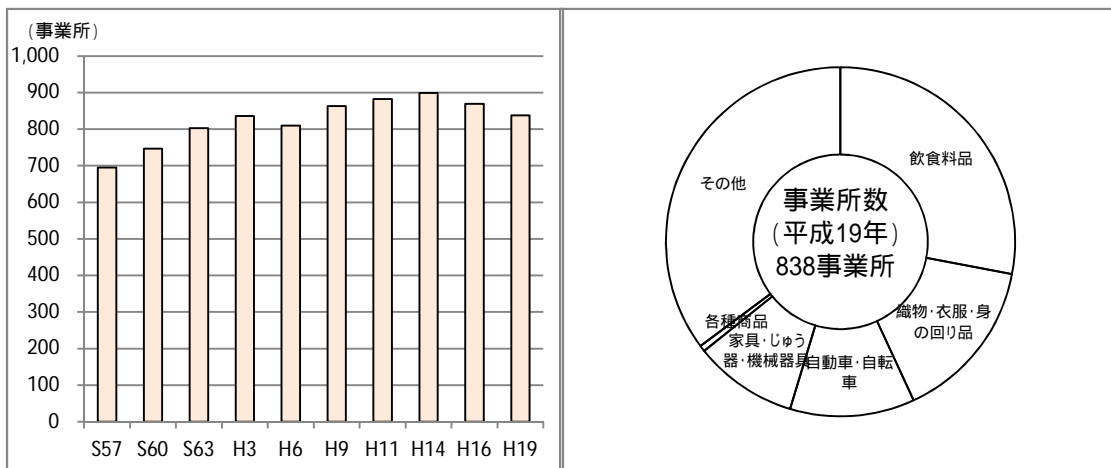 (事業所)
1,000
900
800
700
600
500
400
300
200
100
0
S57 S60 S63 H3 H6 H9 H11 H14 H16 H19
飲食料品
織物･衣服･身
の回り品
自動車･自転
車
家具･じゅう
器･機械器具
各種商品
その他
事業所数
(平成19年)
838事業所